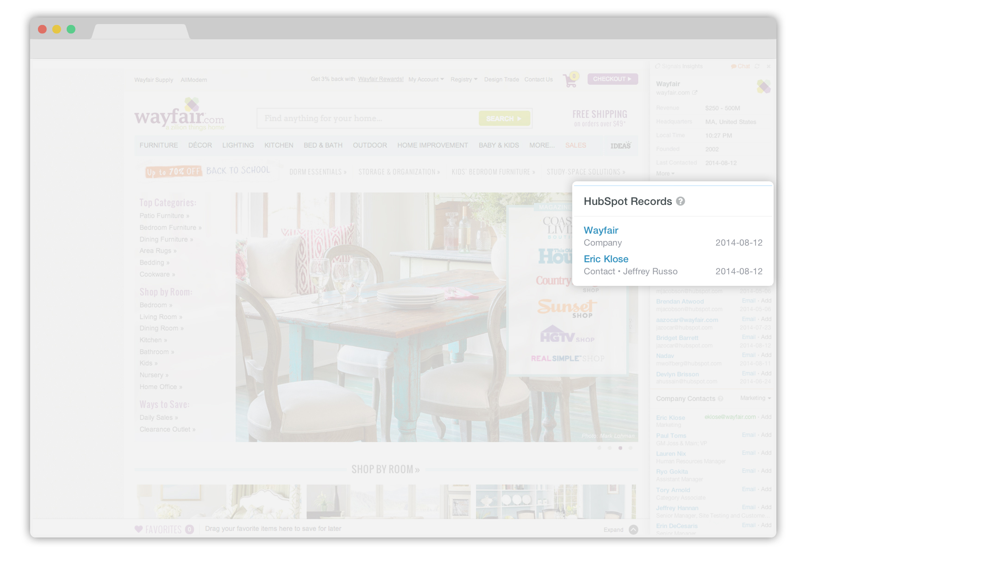 Signals Insights
Chat
Wayfair Supply
AllModern
Get 3% back with Wayfair Rewards!
My Account
Registry
Design Trade
Contact Us
0
CHECKOUT
Wayfair
wayfair.com
Revenue $250 - 500M
Headquarters MA, United States
Local Time 10:27 PM
Founded 2002
Last Contacted 2014-08-12
More
wayfair.com
a zillion things home
Find anything for your home...
SEARCH
FREE SHIPPING
on orders over $49*
FURNITURE DÉCOR LIGHTING KITCHEN BED & BATH OUTDOOR HOME IMPROVEMENT BABY & KIDS MORE... SALES IDEAS
Up to 70% OFF BACK TO SCHOOL
DORM ESSENTIALS » STORAGE & ORGANIZATION » KIDS' BEDROOM FURNITURE » STUDY-SPACE SOLUTIONS »
Top Categories:
Patio Furniture »
Bedroom Furniture »
Dining Furniture »
Area Rugs »
Bedding »
Cookware »
Shop by Room:
Bedroom »
Living Room »
Dining Room »
Kitchen »
Bathroom »
Kids »
Nursery »
Home Office »
Ways to Save:
Daily Sales »
Clearance Outlet »
This Old
Country
SHOP
Sunset
SHOP
HGTV SHOP
REAL SIMPLE SHOP
Photo: Mark Lohman
HubSpot Records ?
Wayfair
Company 2014-08-12
Eric Klose
Contact • Jeffrey Russo 2014-08-12
mjacobson@hubspot.com 2014-05-06
Brendan Atwood Email - Add
mjacobson@hubspot.com 2014-05-06
aazocar@wayfair.com Email - Add
jazocar@hubspot.com 2014-07-23
Bridget Barrett Email - Add
jazocar@hubspot.com 2014-08-12
Nadav Email - Add
mwolfberg@hubspot.com 2014-08-11
Devlyn Brisson Email - Add
ahussain@hubspot.com 2014-06-24
Company Contacts ? Marketing
Eric Klose eklose@wayfair.com - Add
Marketing
Paul Toms Email - Add
GM Joss & Main; VP
Lauren Nix Email - Add
Human Resources Manager
Ryo Gokita Email - Add
Assistant Manager
Tory Arnold Email - Add
Category Associate
Jeffrey Hannan Email - Add
Senior Manager, Site Testing and Custome...
Erin DeCesaris Email - Add
Senior Manager
SHOP BY ROOM »
FAVORITES 0
Drag your favorite items here to save for later
Expand